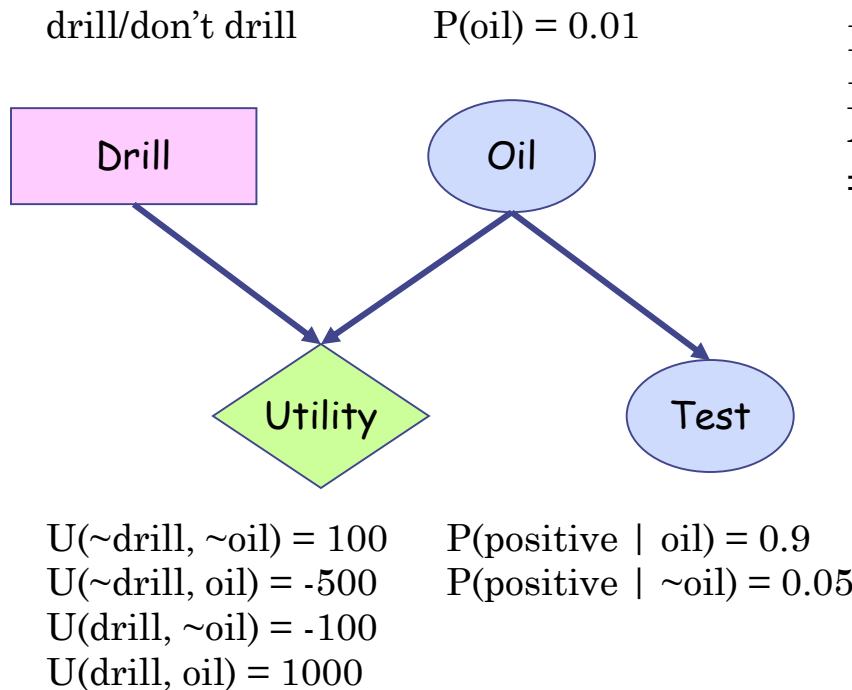 drill/don't drill
P(oil) = 0.01
Drill
Oil
Utility
Test
U(~drill, ~oil) = 100
U(~drill, oil) = -500
U(drill, ~oil) = -100
U(drill, oil) = 1000
P(positive | oil) = 0.9
P(positive | ~oil) = 0.05